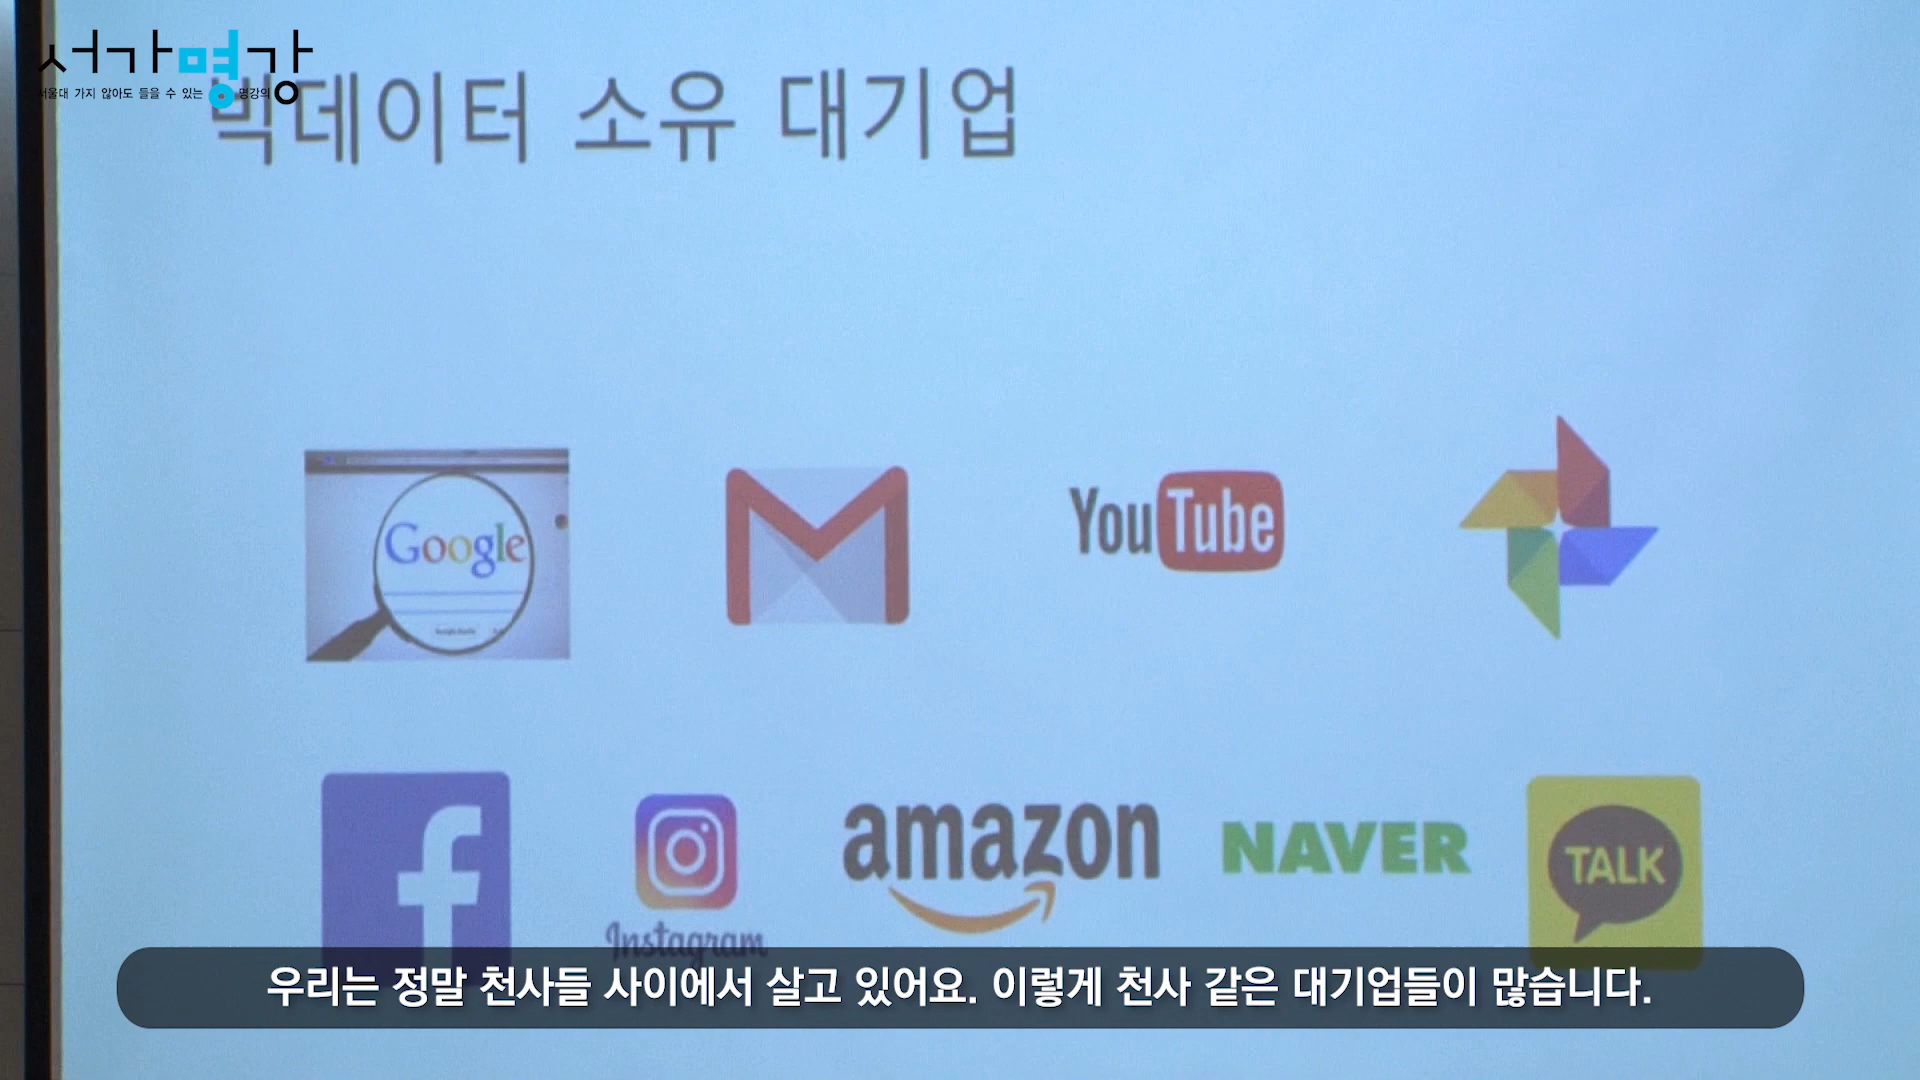 서가명강
서울대 가지 않아도 들을 수 있는 명강의
빅데이터 소유 대기업
Google
YouTube
Instagram
amazon
NAVER
TALK
우리는 정말 천사들 사이에서 살고 있어요. 이렇게 천사 같은 대기업들이 많습니다.